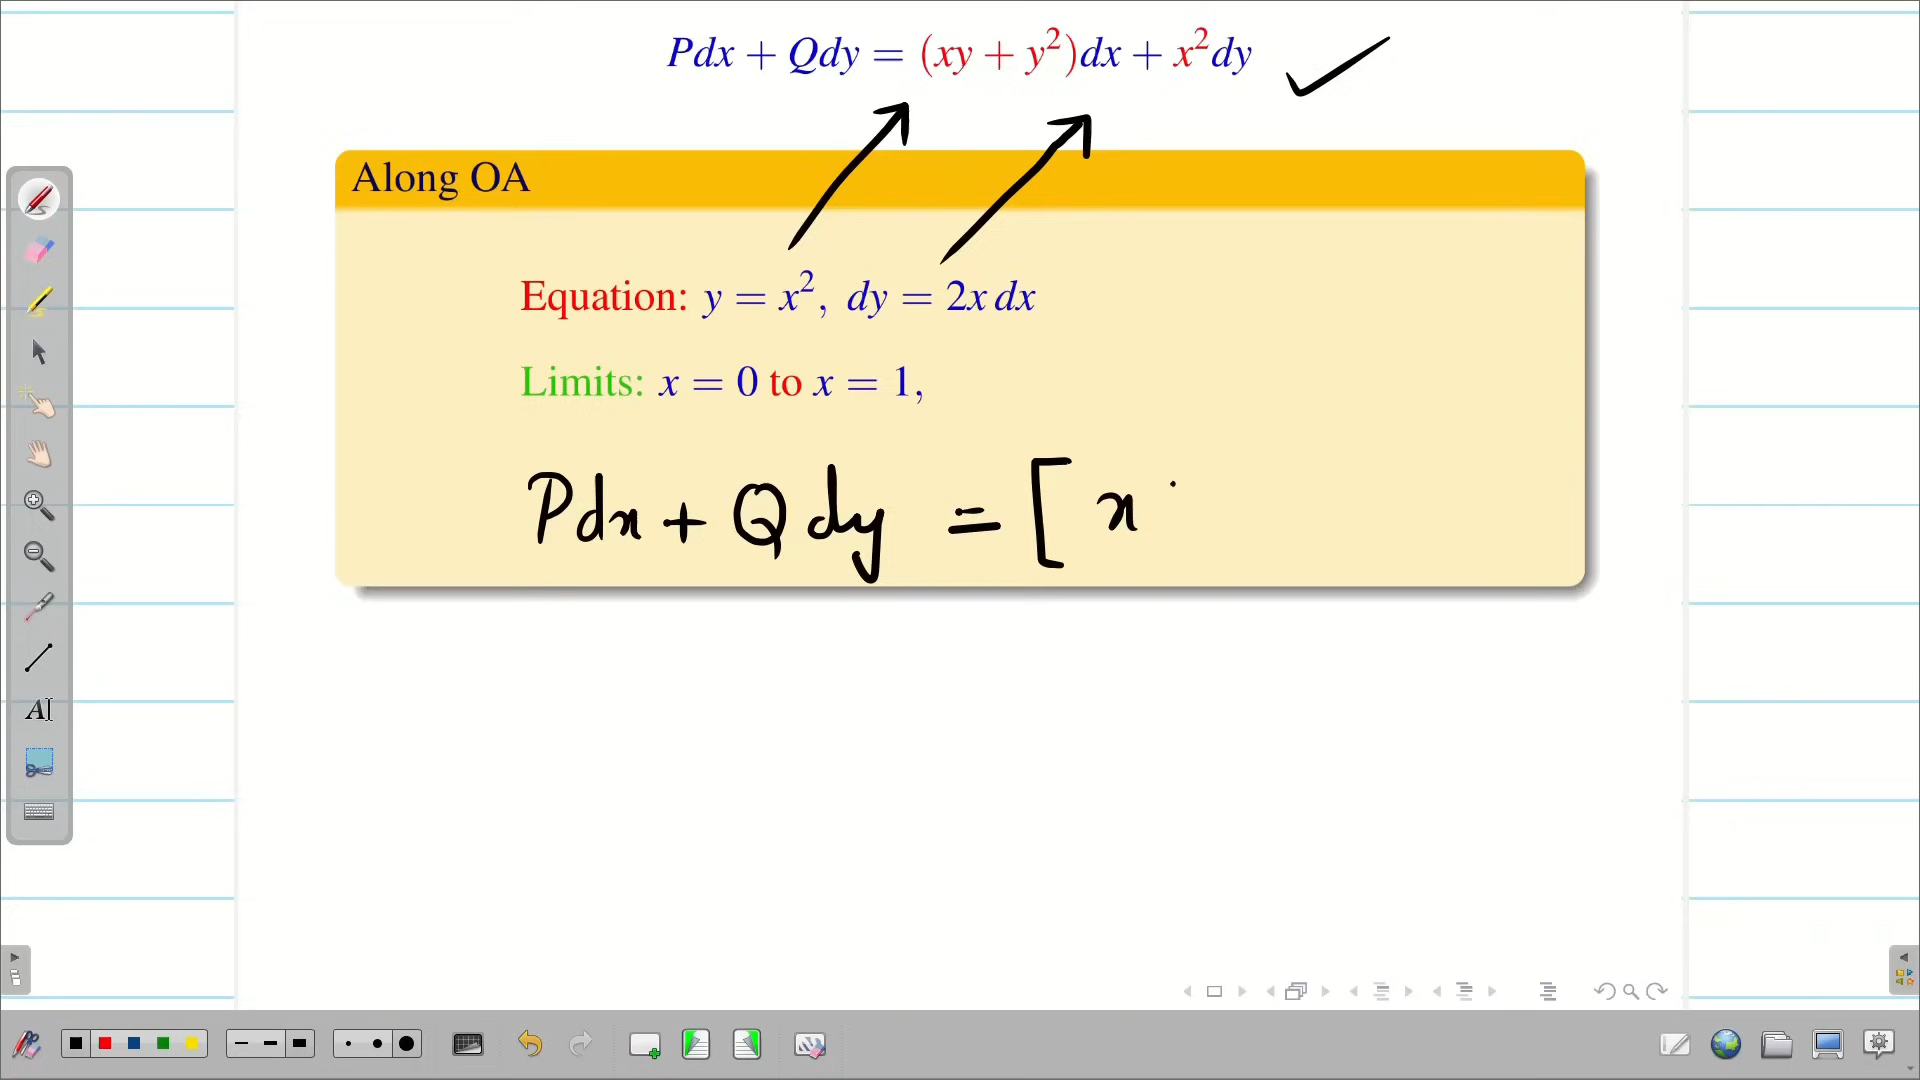 Pdx + Qdy = (xy + y²)dx + x²dy
Along OA
Equation: y = x², dy = 2x dx
Limits: x = 0 to x = 1,
Pdx + Qdy = [ x ·